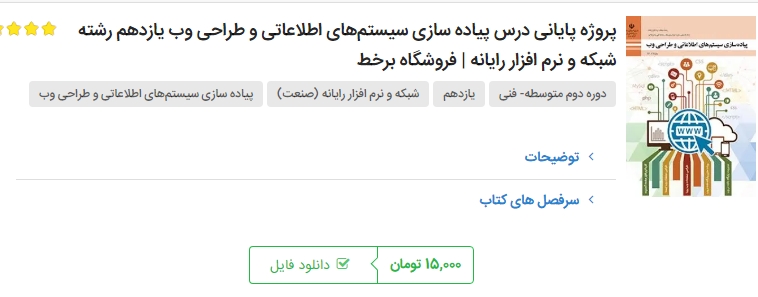 پروژه پایانی درس پیاده سازی سیستم‌های اطلاعاتی و طراحی وب یازدهم رشته
شبکه و نرم افزار رایانه | فروشگاه برخط
دوره دوم متوسطه- فنی
یازدهم
شبکه و نرم افزار رایانه (صنعت)
پیاده سازی سیستم‌های اطلاعاتی و طراحی وب
توضیحات
سرفصل های کتاب
۱۵,۰۰۰ تومان
دانلود فایل
پیاده‌سازی سیستم‌های اطلاعاتی و طراحی وب
WWW